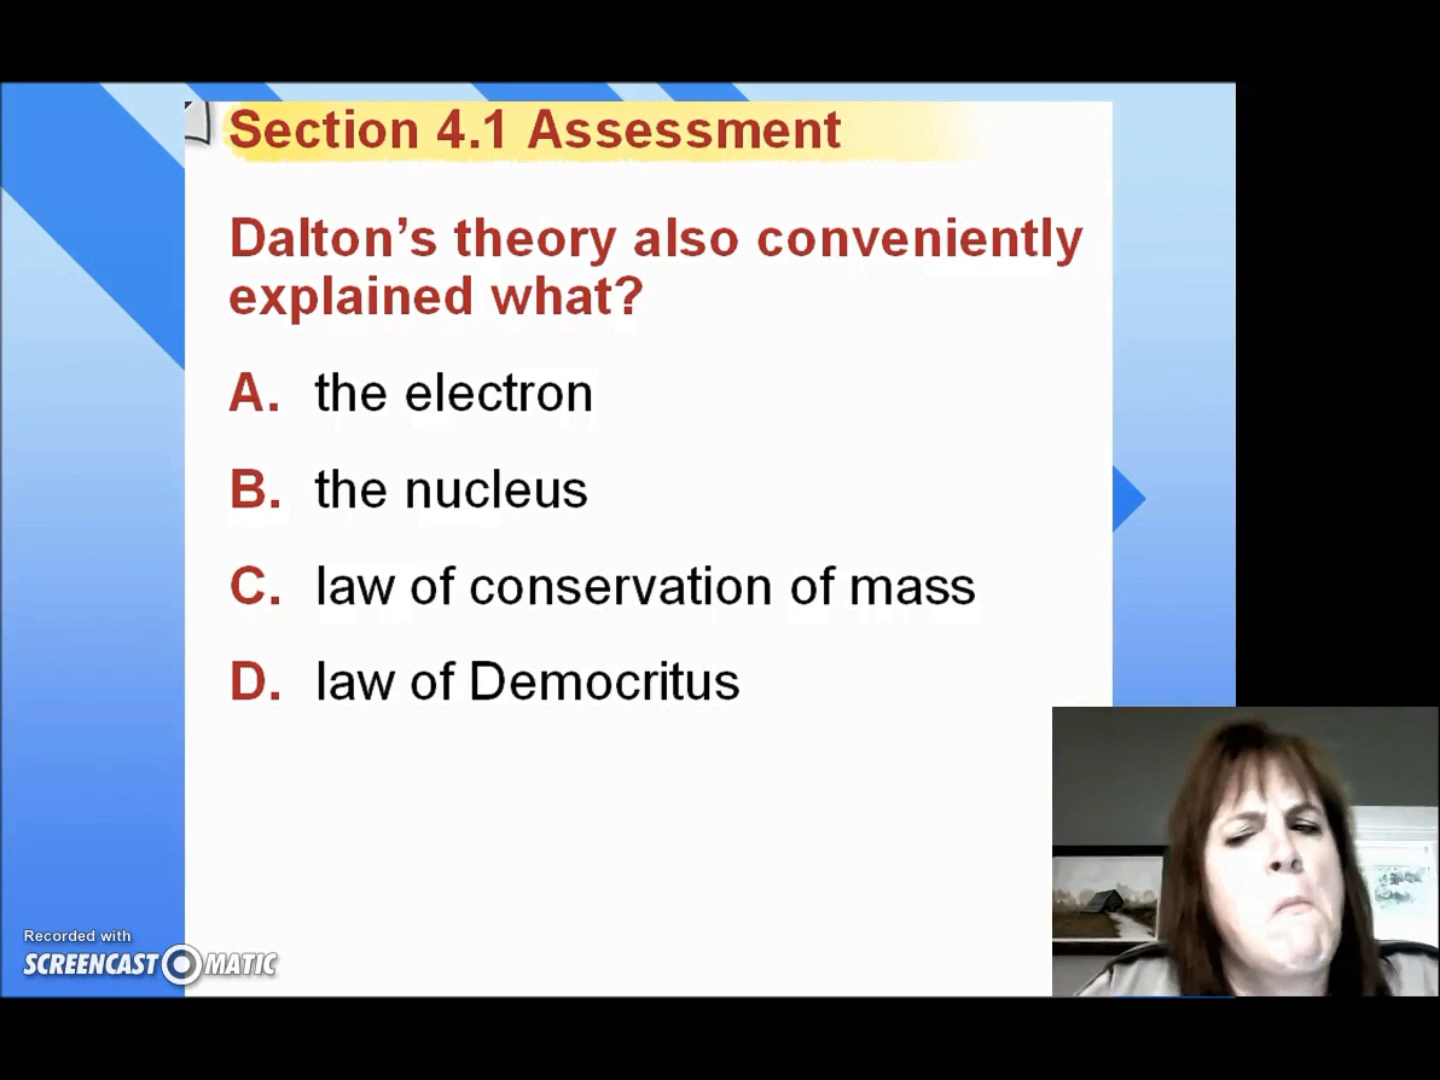 Section 4.1 Assessment
Dalton's theory also conveniently
explained what?
A. the electron
B. the nucleus
C. law of conservation of mass
D. law of Democritus
Recorded with
SCREENCAST MATIC